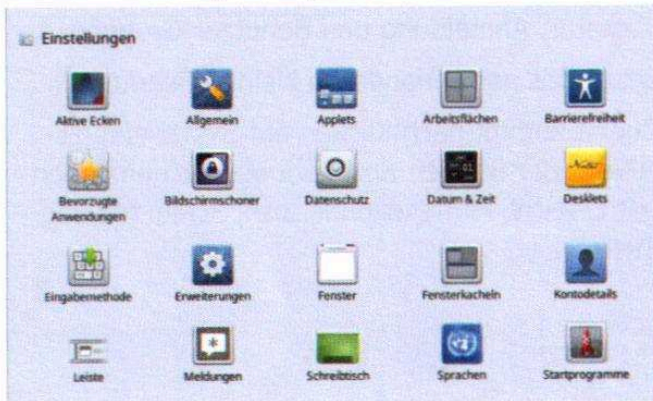 Einstellungen
Aktive Ecken
Allgemein
Applets
Arbeitsflächen
Barrierefreiheit
Bevorzugte
Anwendungen
Bildschirmschoner
Datenschutz
Datum & Zeit
Desklets
Eingabemethode
Erweiterungen
Fenster
Fensterkacheln
Kontodetails
Leiste
Meldungen
Schreibtisch
Sprachen
Startprogramme